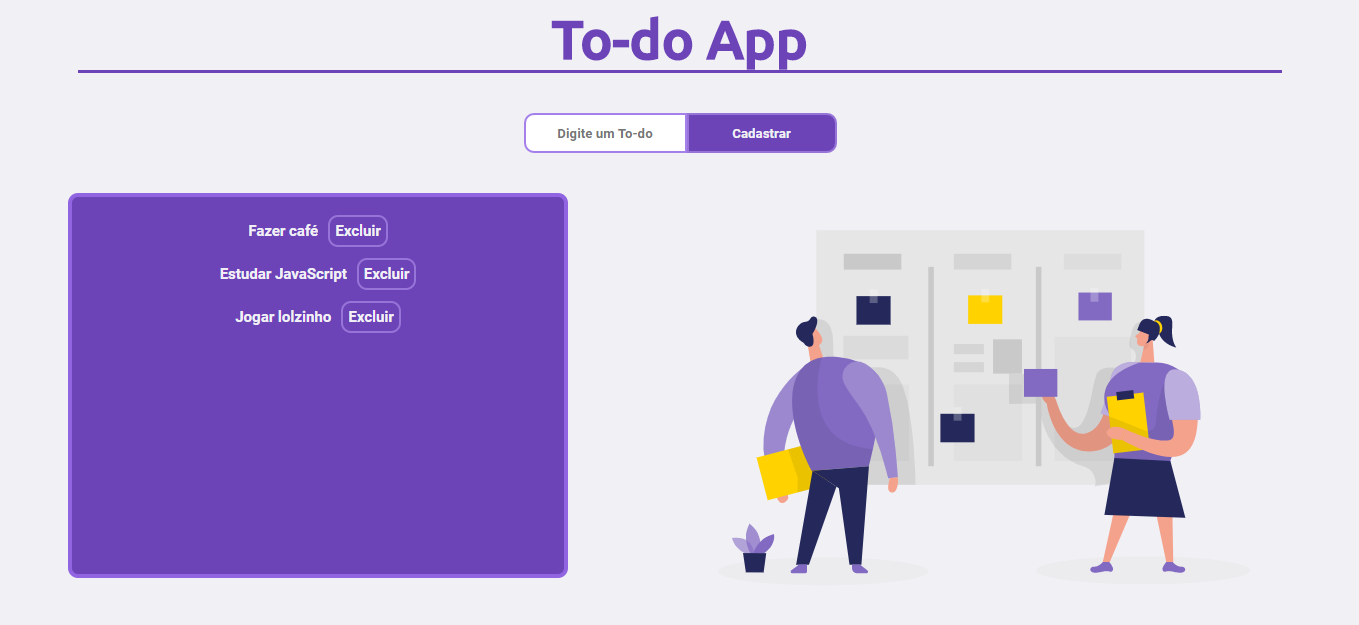 To-do App
Digite um To-do Cadastrar
Fazer café Excluir
Estudar JavaScript Excluir
Jogar lolzinho Excluir